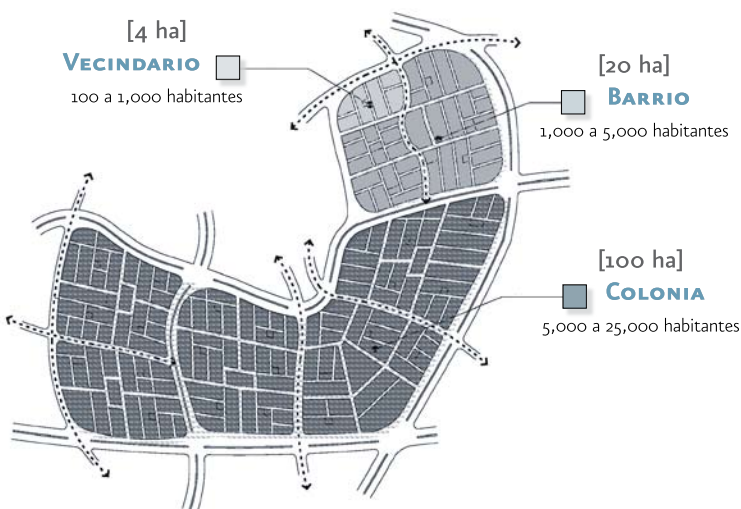 [4 ha]
Vecindario
100 a 1,000 habitantes
[20 ha]
Barrio
1,000 a 5,000 habitantes
[100 ha]
Colonia
5,000 a 25,000 habitantes